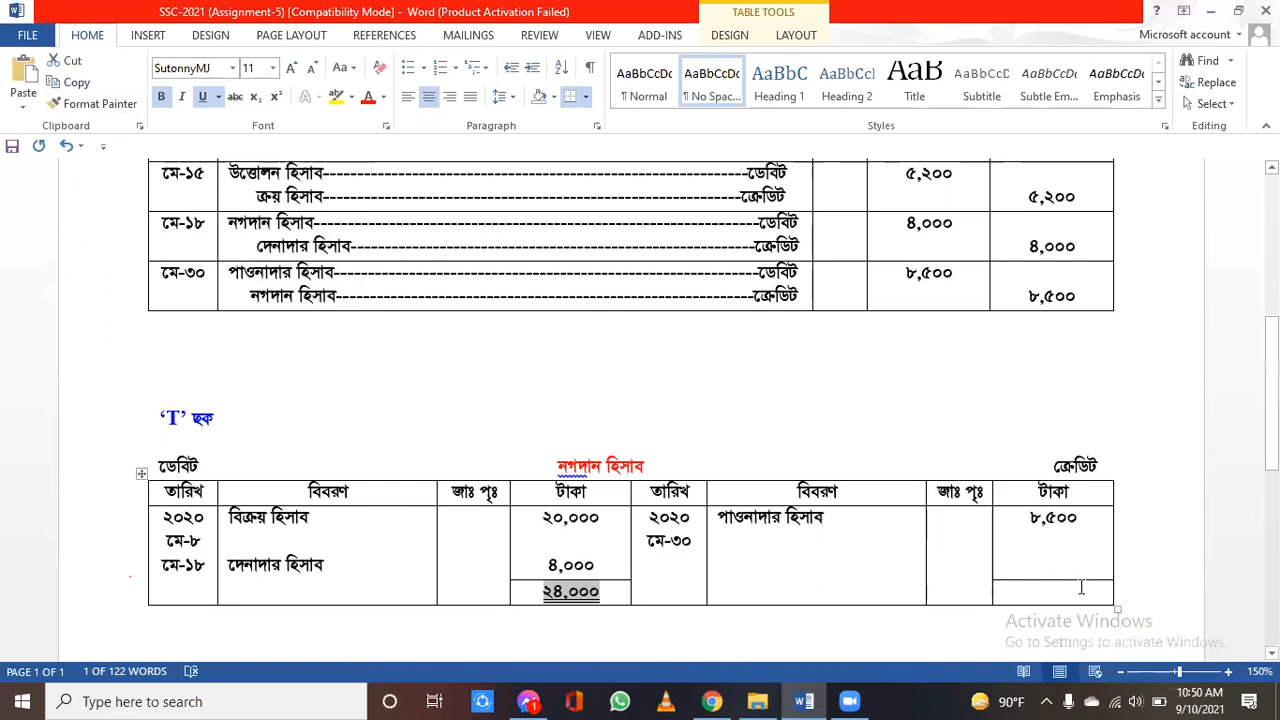 SSC-2021 (Assignment-5) [Compatibility Mode] - Word (Product Activation Failed)
TABLE TOOLS
FILE HOME INSERT DESIGN PAGE LAYOUT REFERENCES MAILINGS REVIEW VIEW ADD-INS DESIGN LAYOUT Microsoft account
Cut
Copy
Format Painter
Paste
Clipboard
SutonnyMJ 11
Font
Paragraph
AaBbCcDc AaBbCcDc AaBbC AaBbCcC AaB AaBbCcD AaBbCcDc
¶ Normal ¶ No Spac... Heading 1 Heading 2 Title Subtitle Subtle Em... Emphasis
Styles
Find
Replace
Select
Editing
মে-১৫ উত্তোলন হিসাব--------------------ডেবিট ৫,২০০
ক্রয় হিসাব--------------------ক্রেডিট ৫,২০০
মে-১৮ নগদান হিসাব--------------------ডেবিট ৪,০০০
দেনাদার হিসাব--------------------ক্রেডিট ৪,০০০
মে-৩০ পাওনাদার হিসাব--------------------ডেবিট ৮,৫০০
নগদান হিসাব--------------------ক্রেডিট ৮,৫০০
‘T’ ছক
ডেবিট নগদান হিসাব ক্রেডিট
তারিখ বিবরণ জাঃ পৃঃ টাকা তারিখ বিবরণ জাঃ পৃঃ টাকা
২০২০ বিক্রয় হিসাব ২০,০০০ ২০২০ পাওনাদার হিসাব ৮,৫০০
মে-৮ মে-৩০
মে-১৮ দেনাদার হিসাব ৪,০০০
২৪,০০০
Activate Windows
Go to Settings to activate Windows.
PAGE 1 OF 1 1 OF 122 WORDS 150%
Type here to search
90°F
10:50 AM
9/10/2021